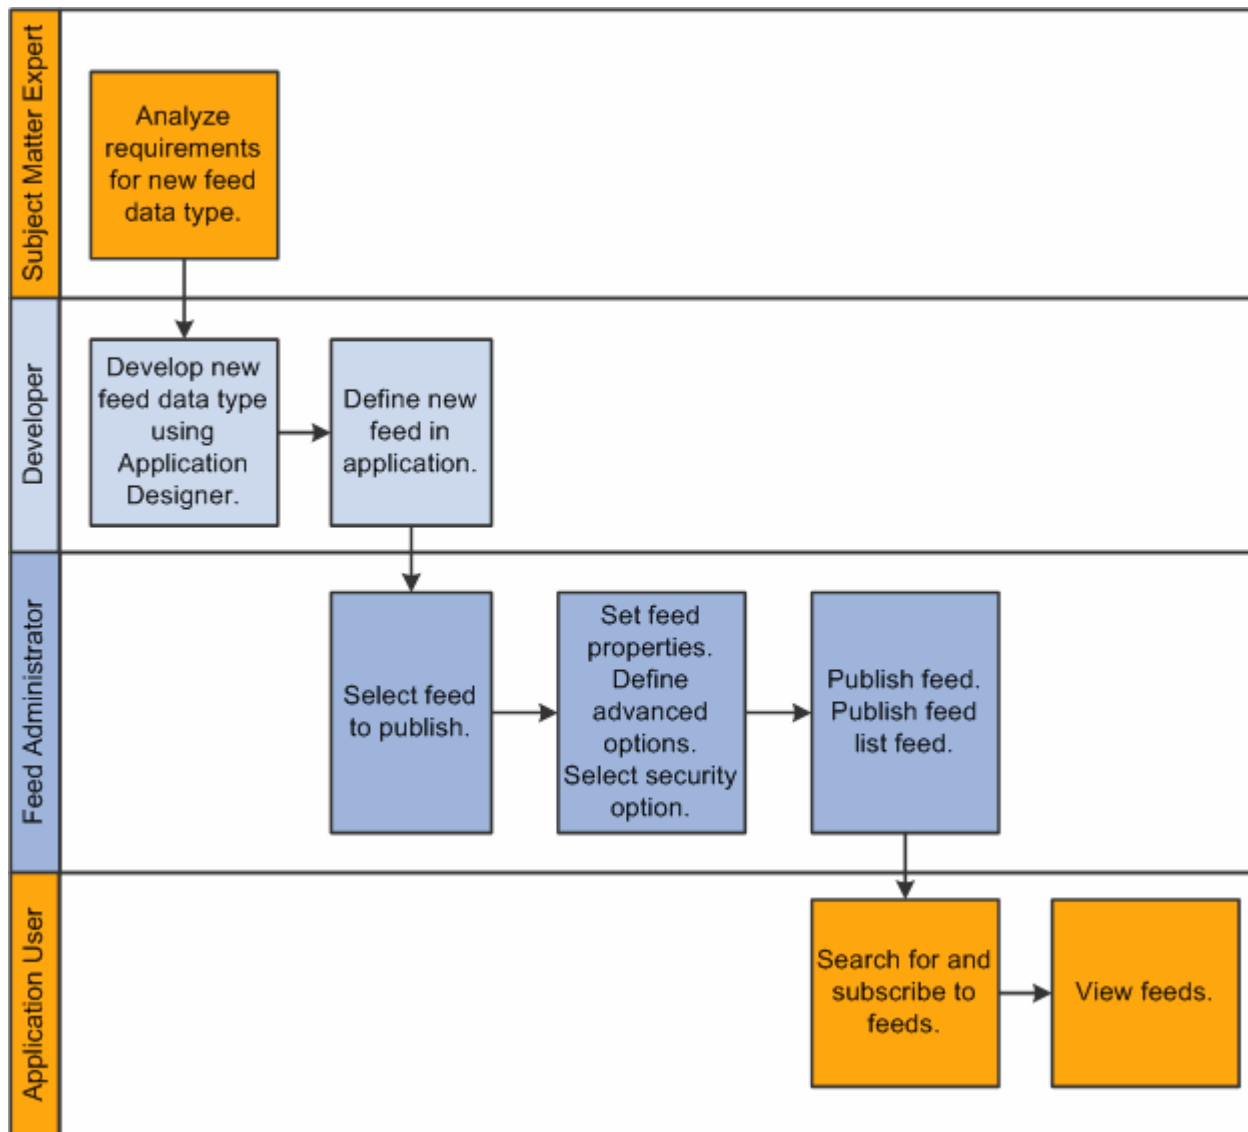 Subject Matter Expert
Analyze
requirements
for new feed
data type.
Developer
Develop new
feed data type
using
Application
Designer.
Define new
feed in
application.
Feed Administrator
Select feed
to publish.
Set feed
properties.
Define
advanced
options.
Select security
option.
Publish feed.
Publish feed
list feed.
Application User
Search for and
subscribe to
feeds.
View feeds.